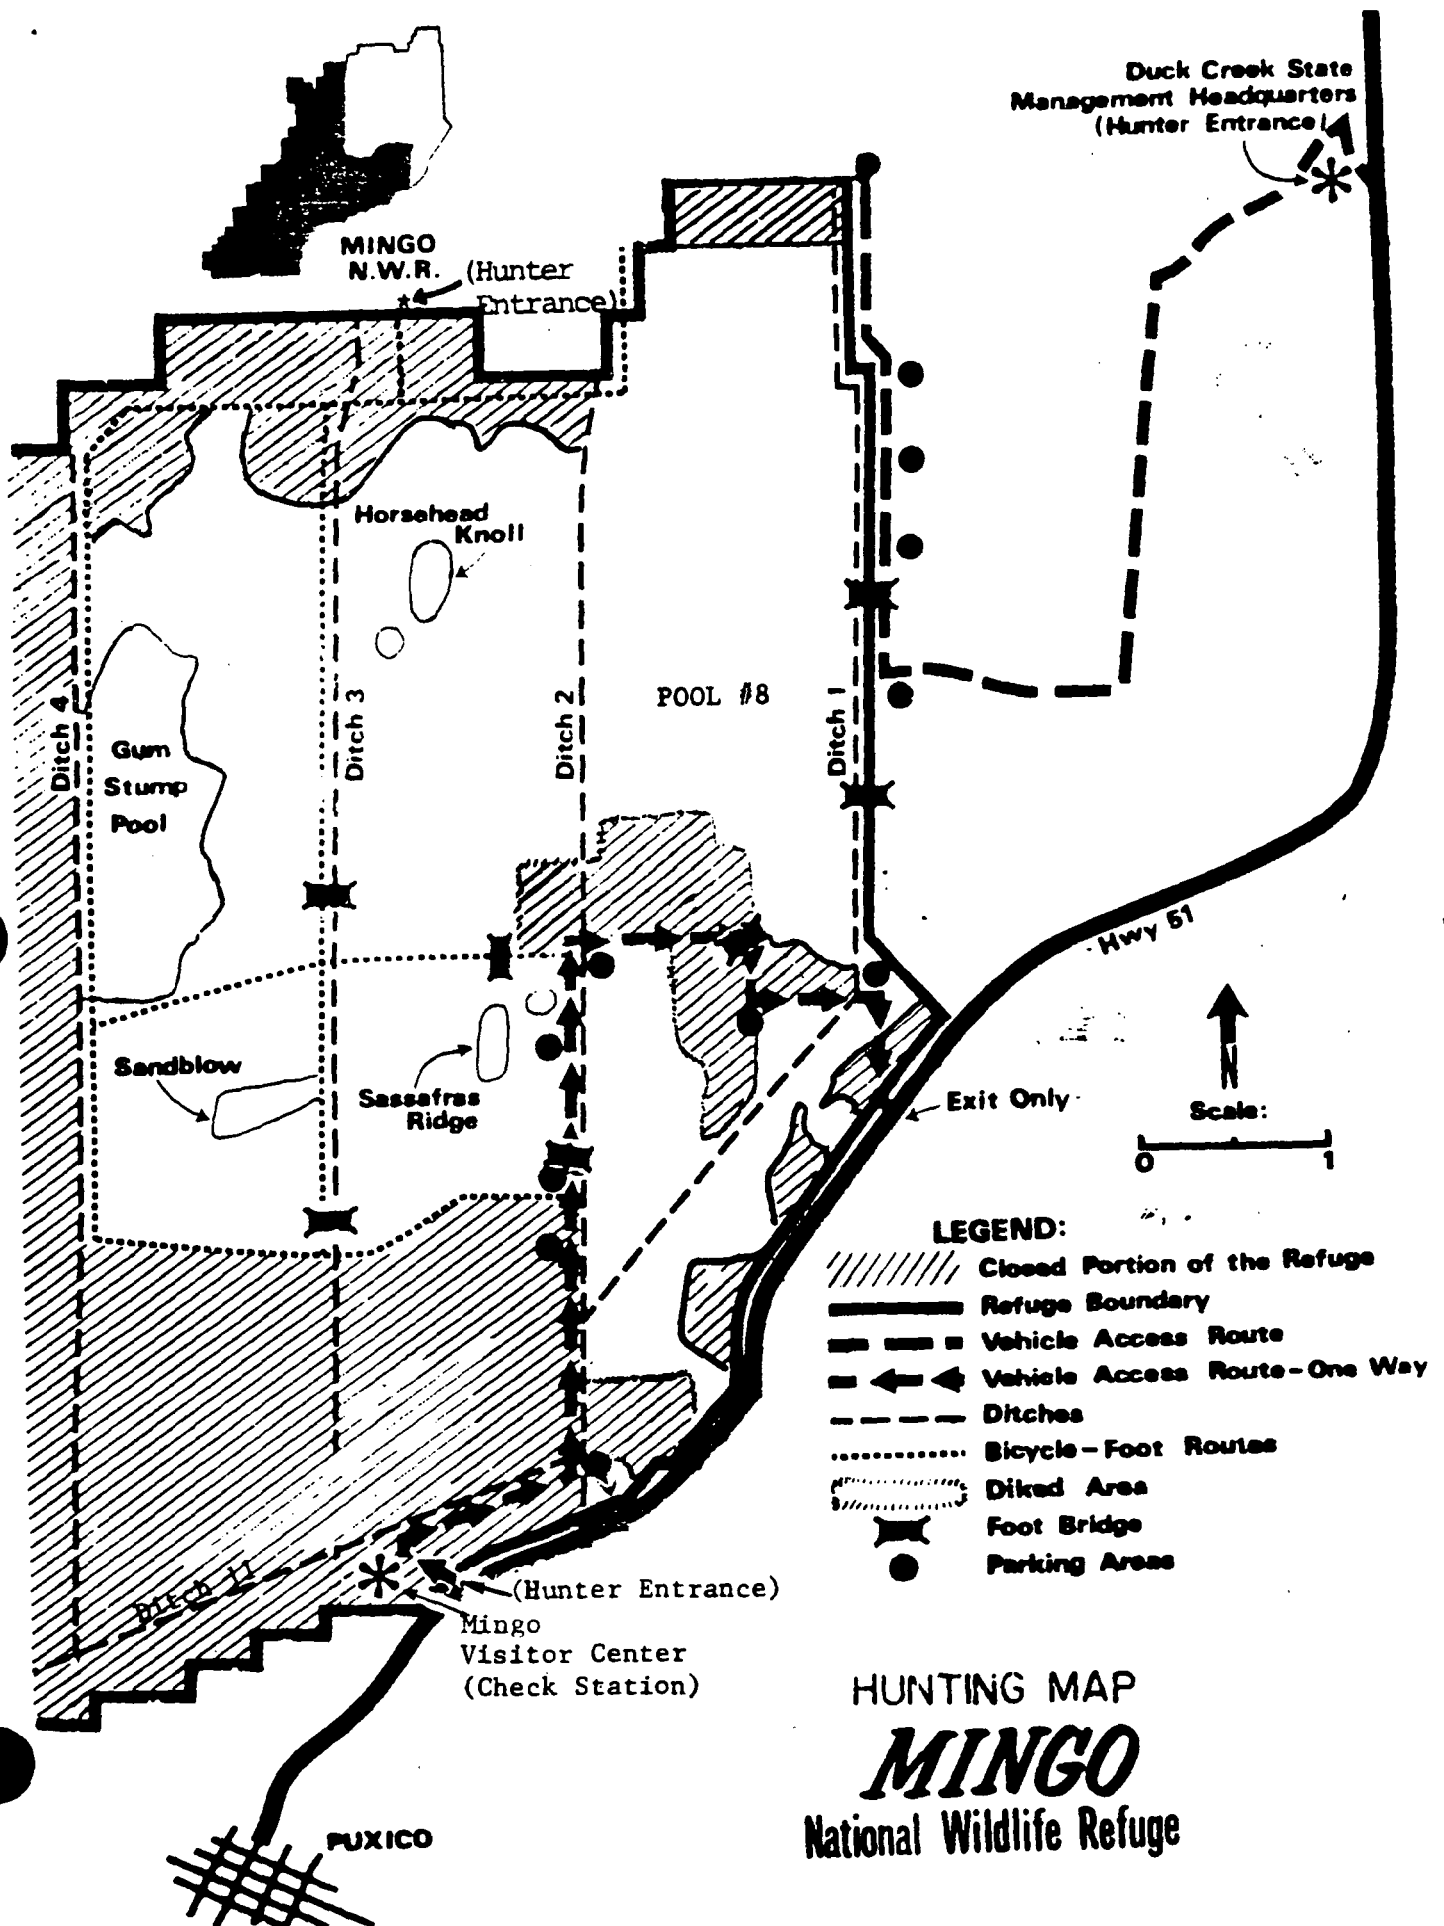 Duck Creek State
Management Headquarters
(Hunter Entrance)
MINGO
N.W.R.
(Hunter
Entrance)
Horsehead
Knoll
Ditch 4
Ditch 3
Ditch 2
POOL #8
Ditch 1
Gum
Stump
Pool
Hwy 51
Sandblow
Sassafras
Ridge
Exit Only
N
Scale:
0 1
LEGEND:
Closed Portion of the Refuge
Refuge Boundary
Vehicle Access Route
Vehicle Access Route-One Way
Ditches
Bicycle-Foot Routes
Diked Area
Foot Bridge
Parking Areas
Ditch 11
(Hunter Entrance)
Mingo
Visitor Center
(Check Station)
HUNTING MAP
MINGO
National Wildlife Refuge
PUXICO